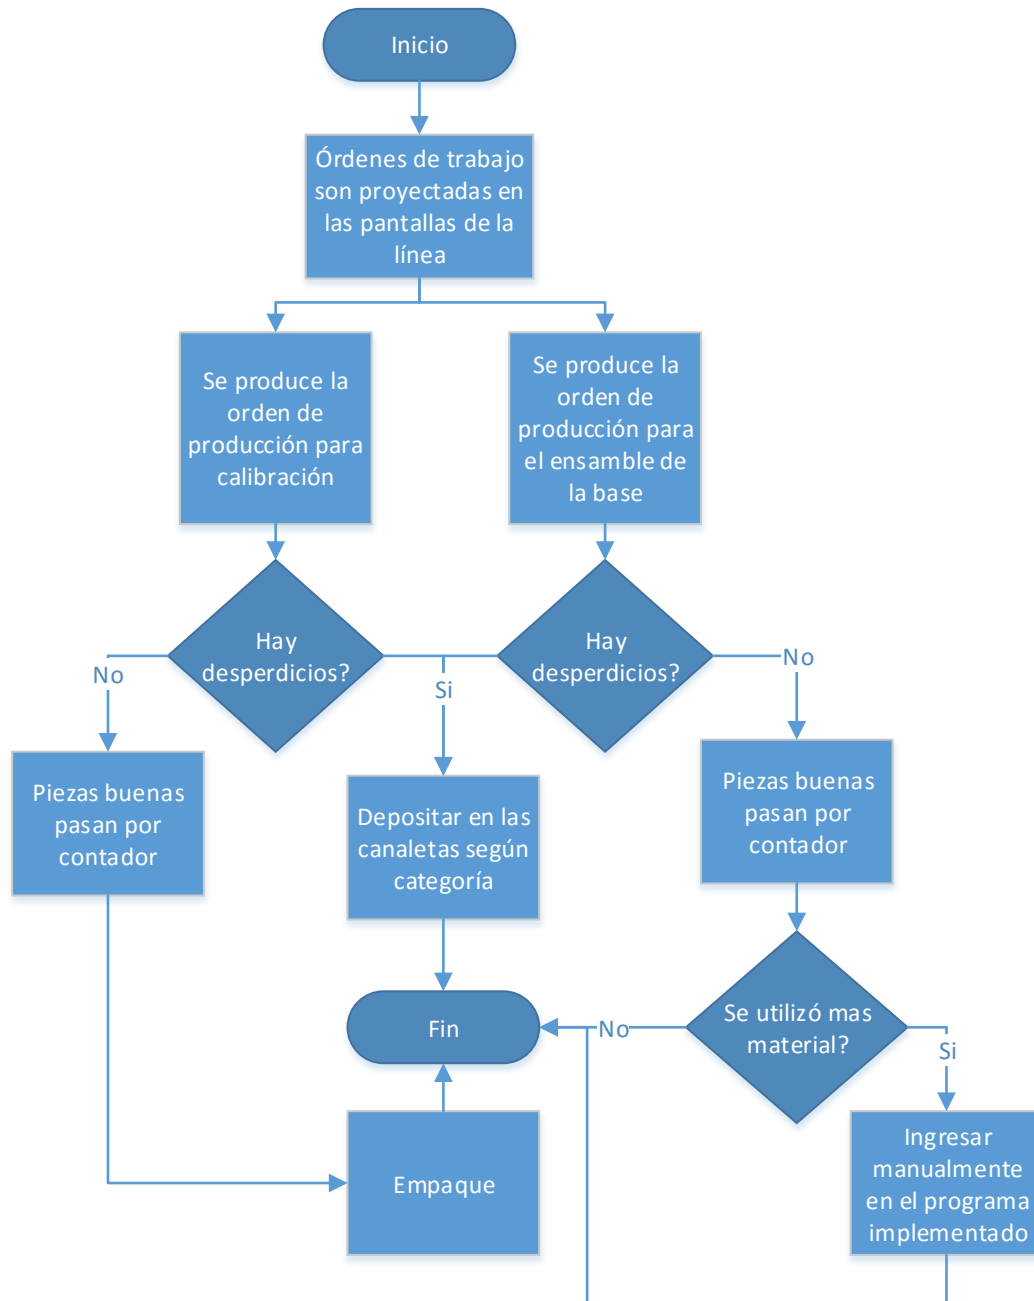 Inicio
Órdenes de trabajo
son proyectadas en
las pantallas de la
línea
Se produce la
orden de
producción para
calibración
Se produce la
orden de
producción para
el ensamble de
la base
Hay
desperdicios?
Hay
desperdicios?
No
Si
No
Piezas buenas
pasan por
contador
Depositar en las
canaletas según
categoría
Piezas buenas
pasan por
contador
Fin
No
Se utilizó mas
material?
Si
Empaque
Ingresar
manualmente
en el programa
implementado